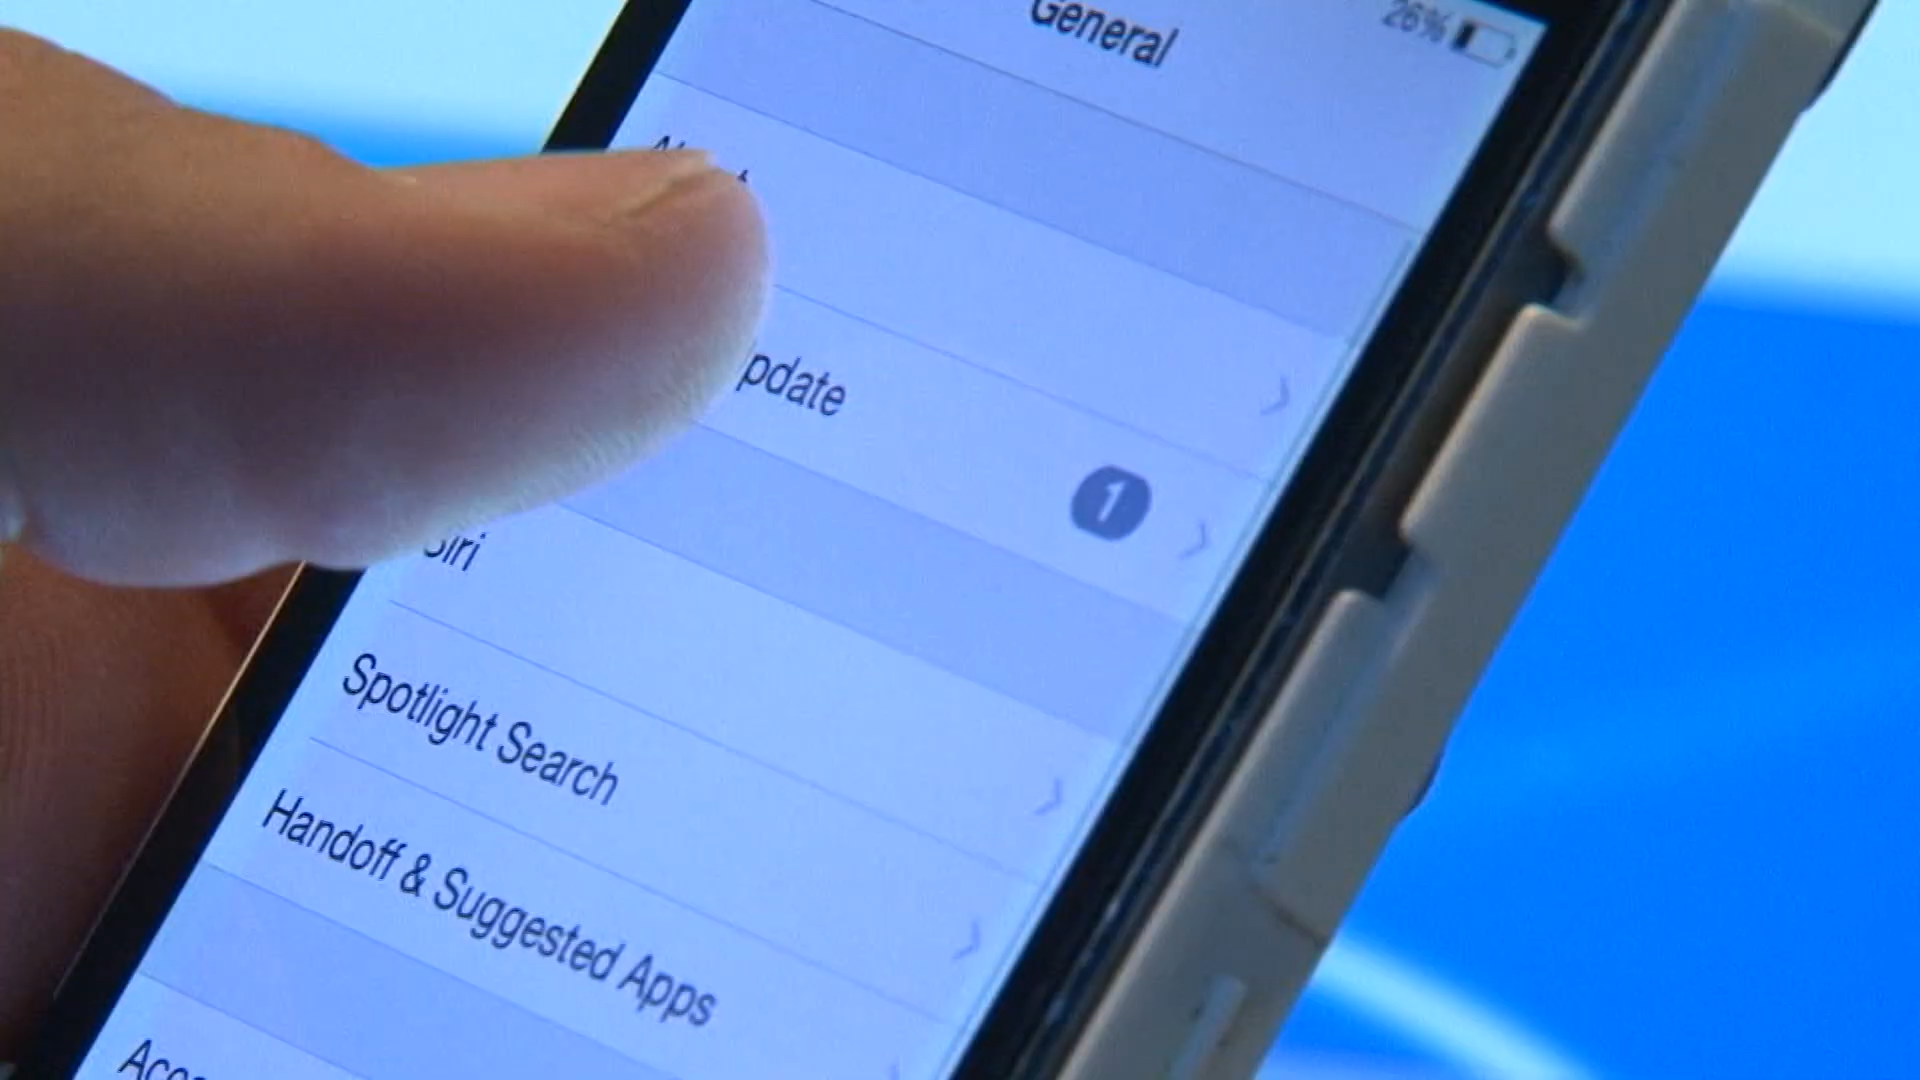 26%
General
pdate
1
Siri
Spotlight Search
Handoff & Suggested Apps